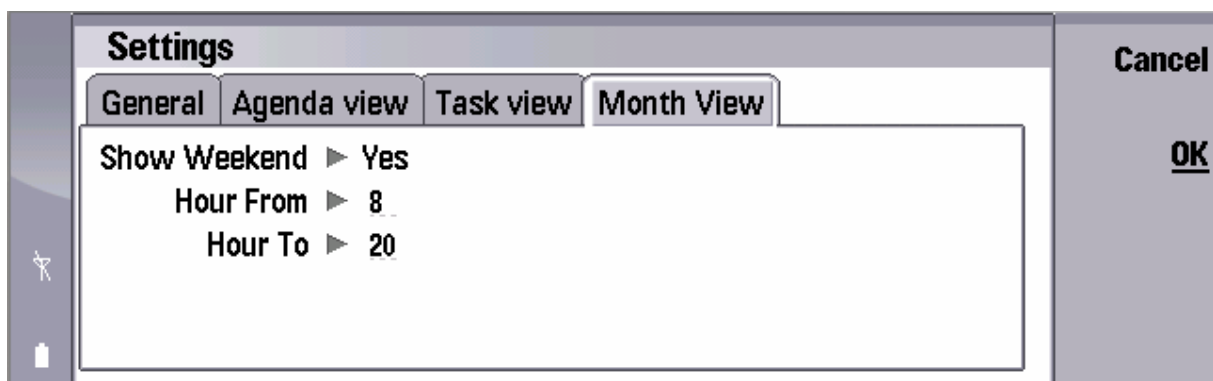 Settings
Cancel
General Agenda view Task view Month View
Show Weekend Yes
OK
Hour From 8
Hour To 20